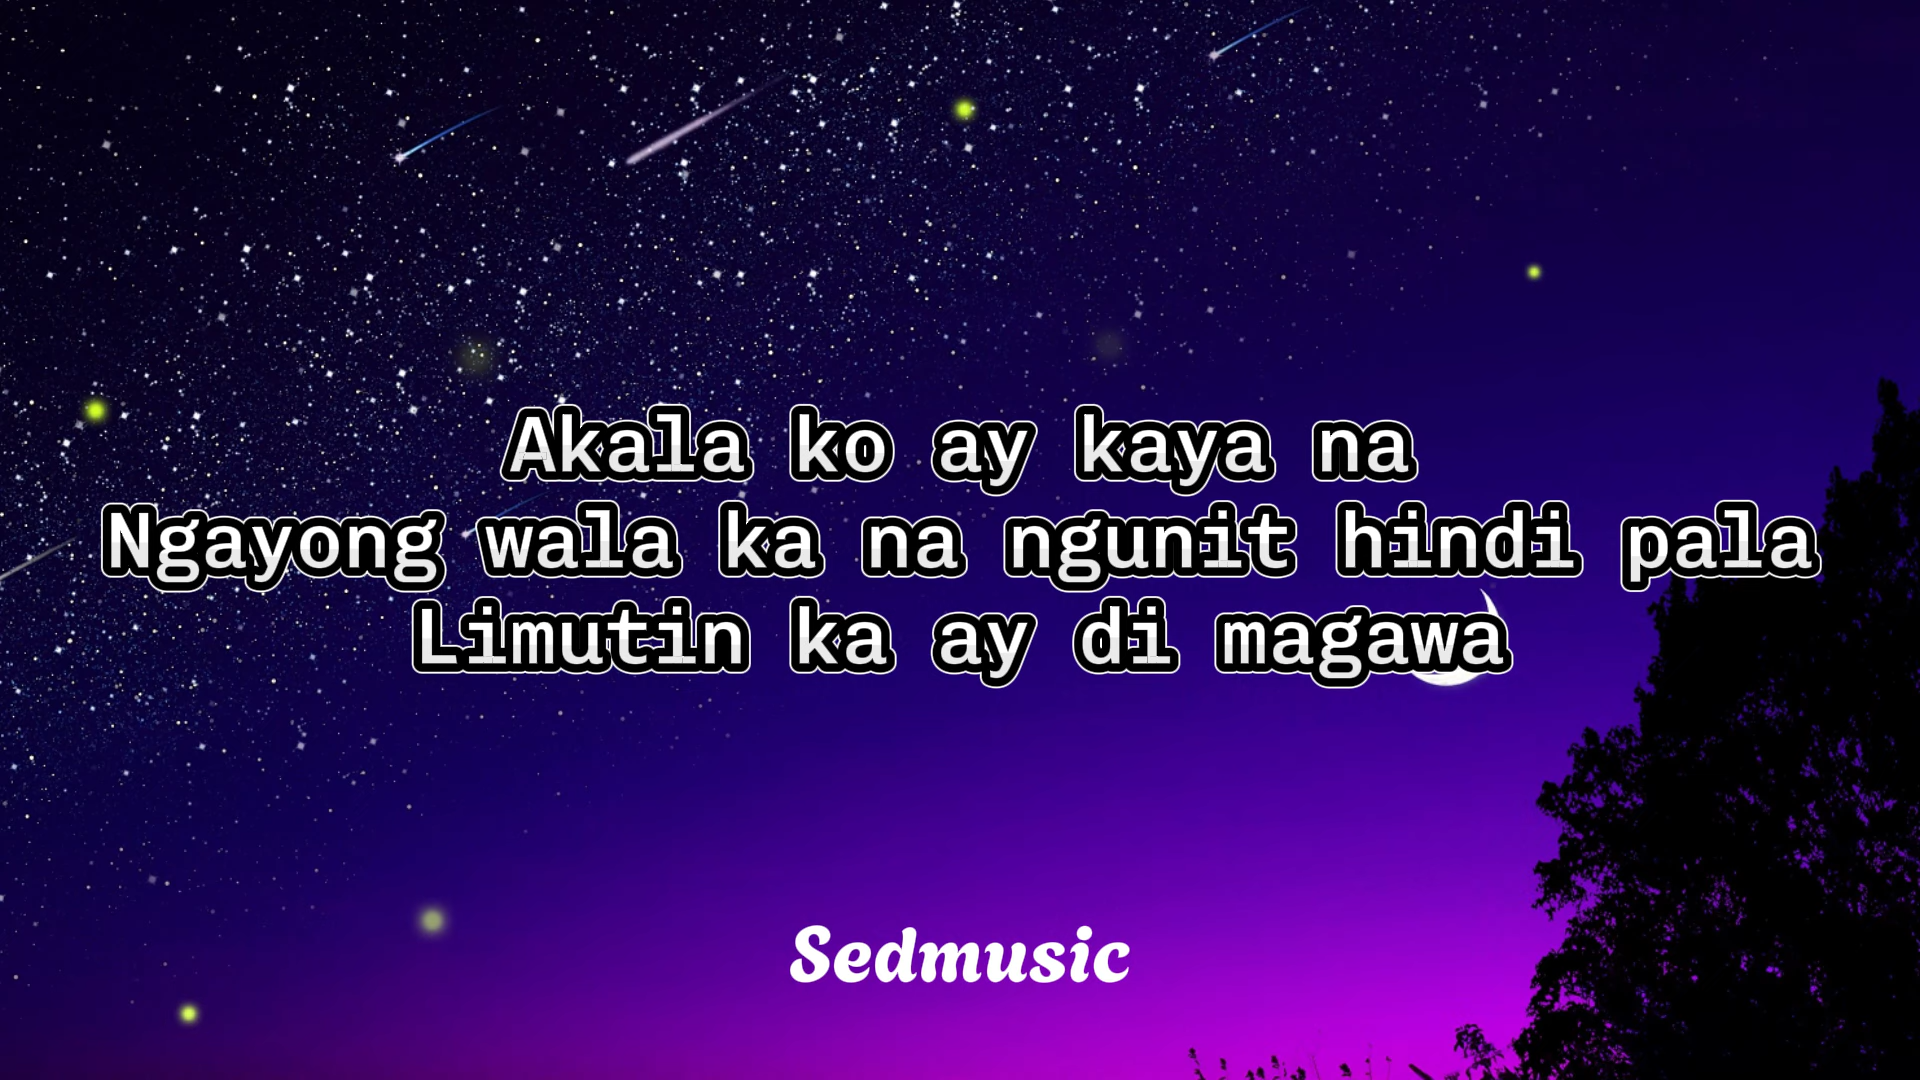 Akala ko ay kaya na
Ngayong wala ka na ngunit hindi pala
Limutin ka ay di magawa
Sedmusic